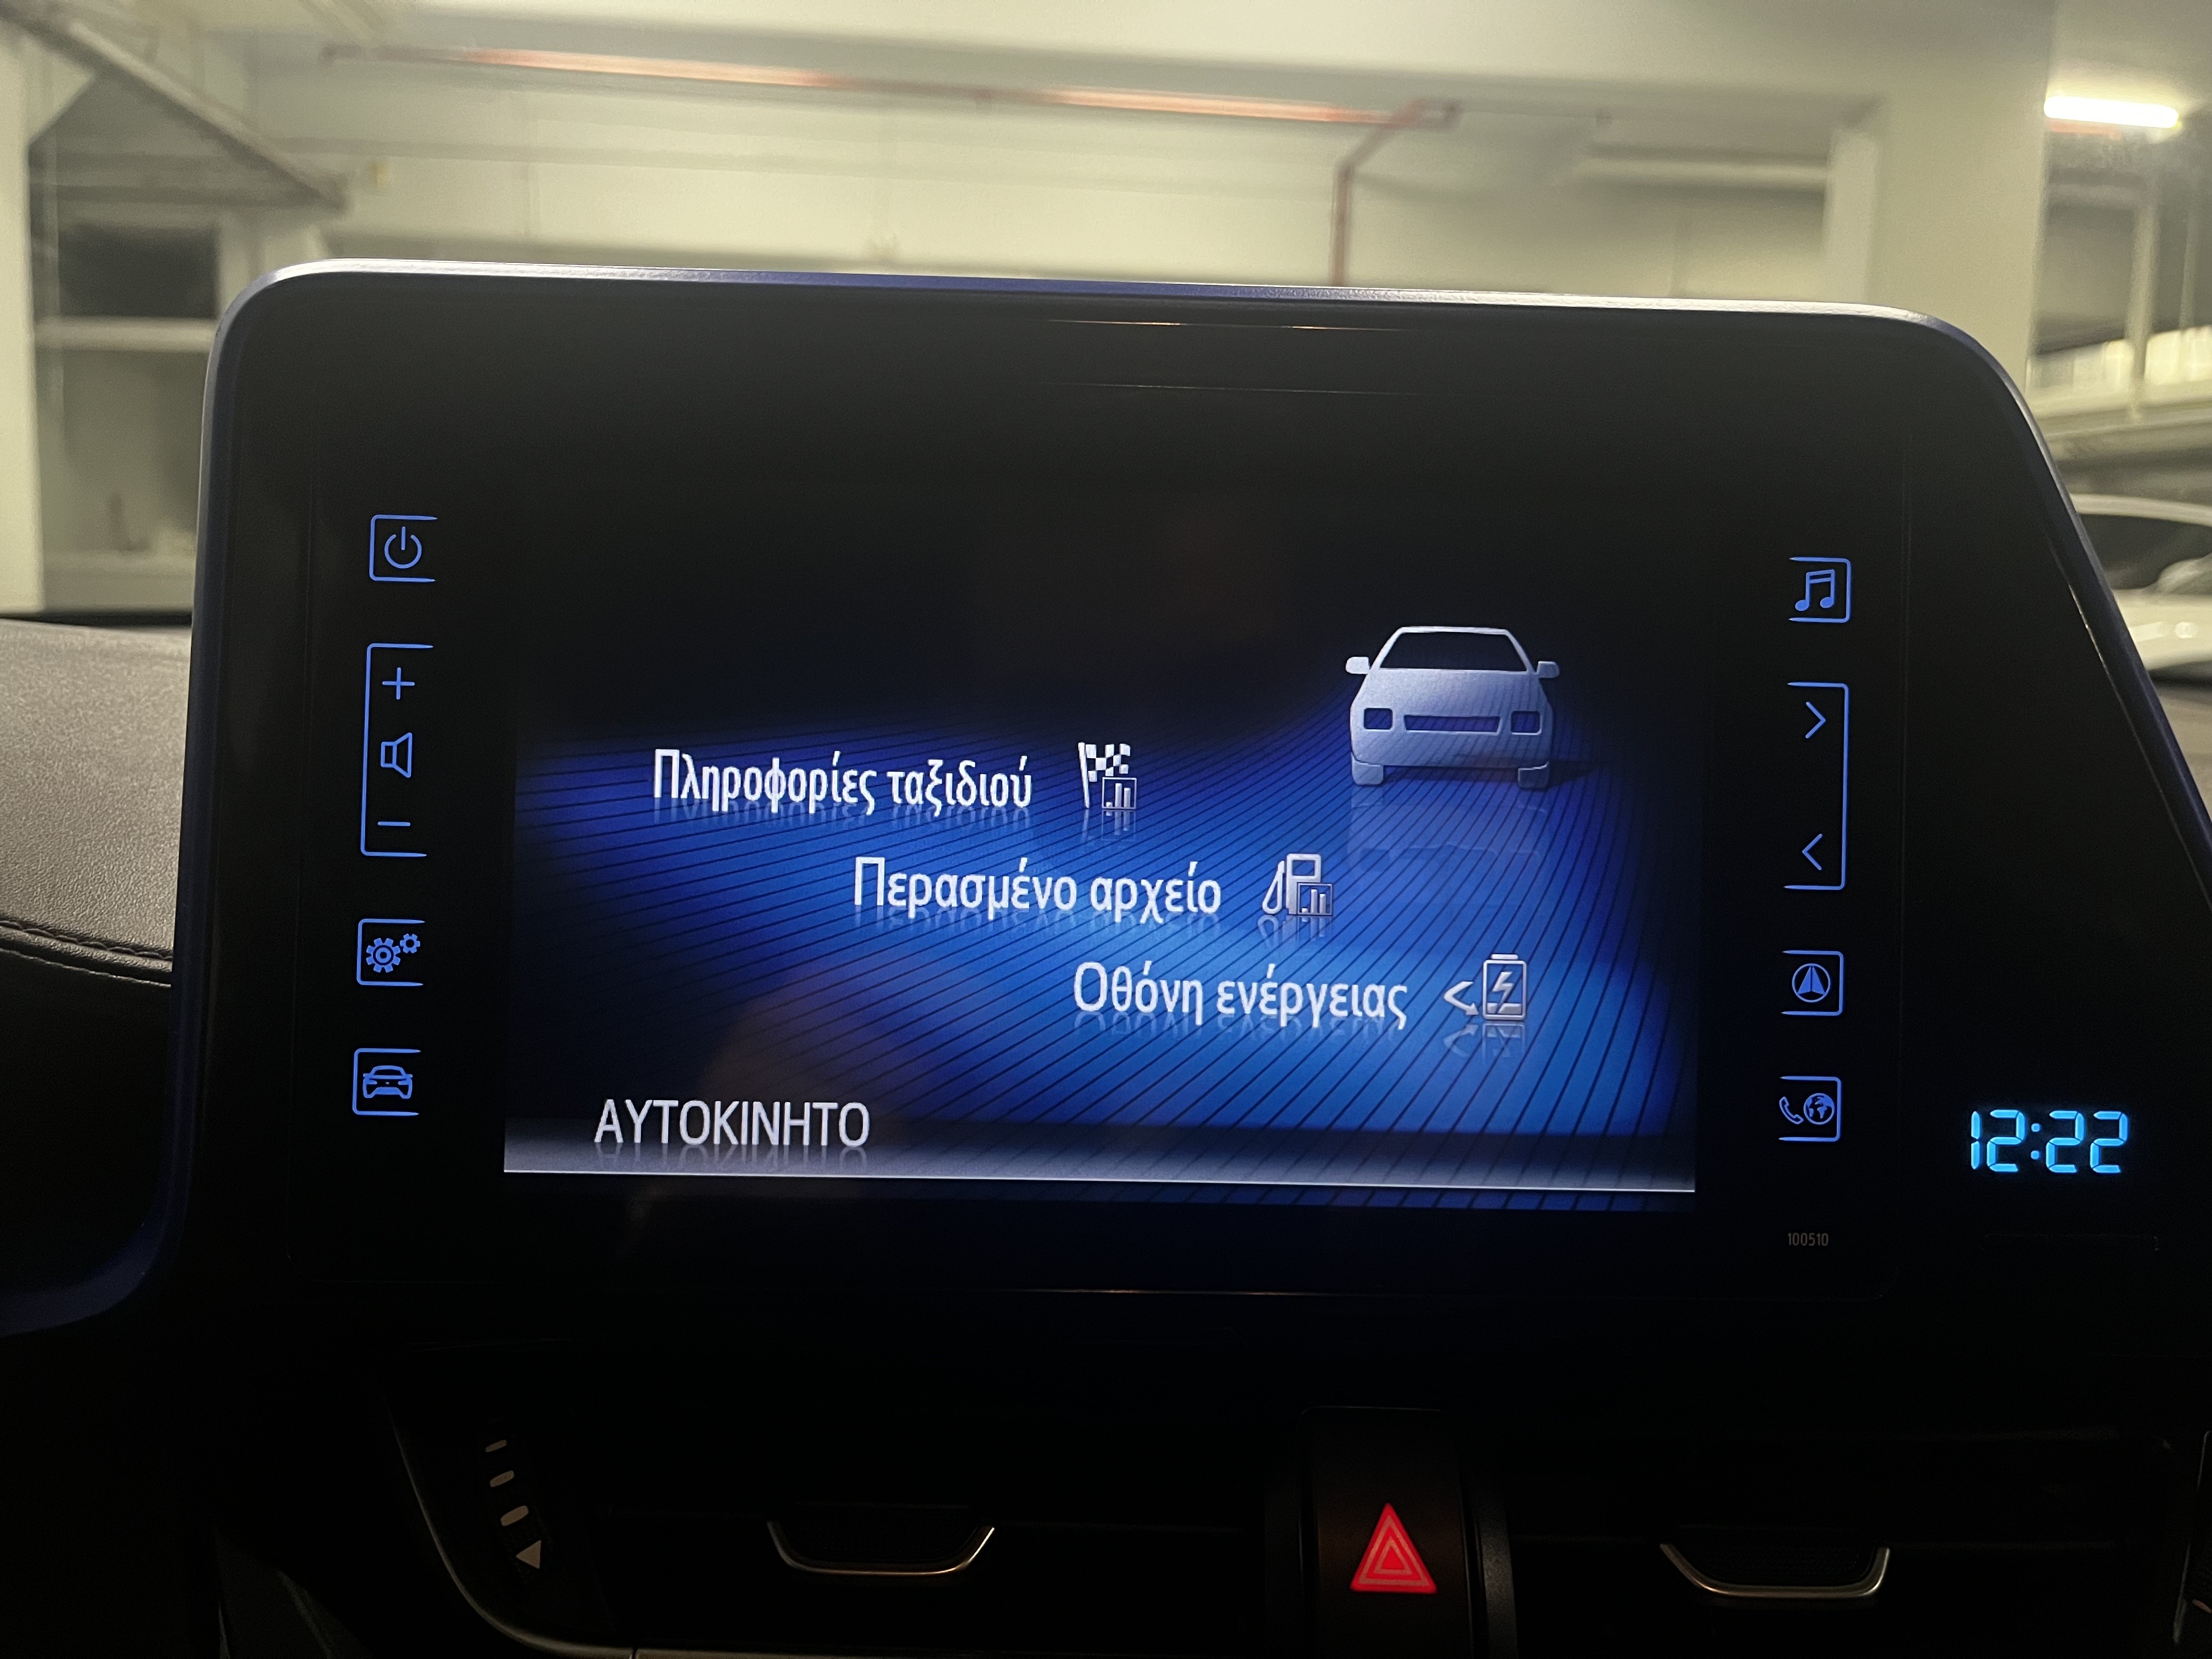 Πληροφορίες ταξιδιού
Περασμένο αρχείο
Οθόνη ενέργειας
ΑΥΤΟΚΙΝΗΤΟ
12:22
100510